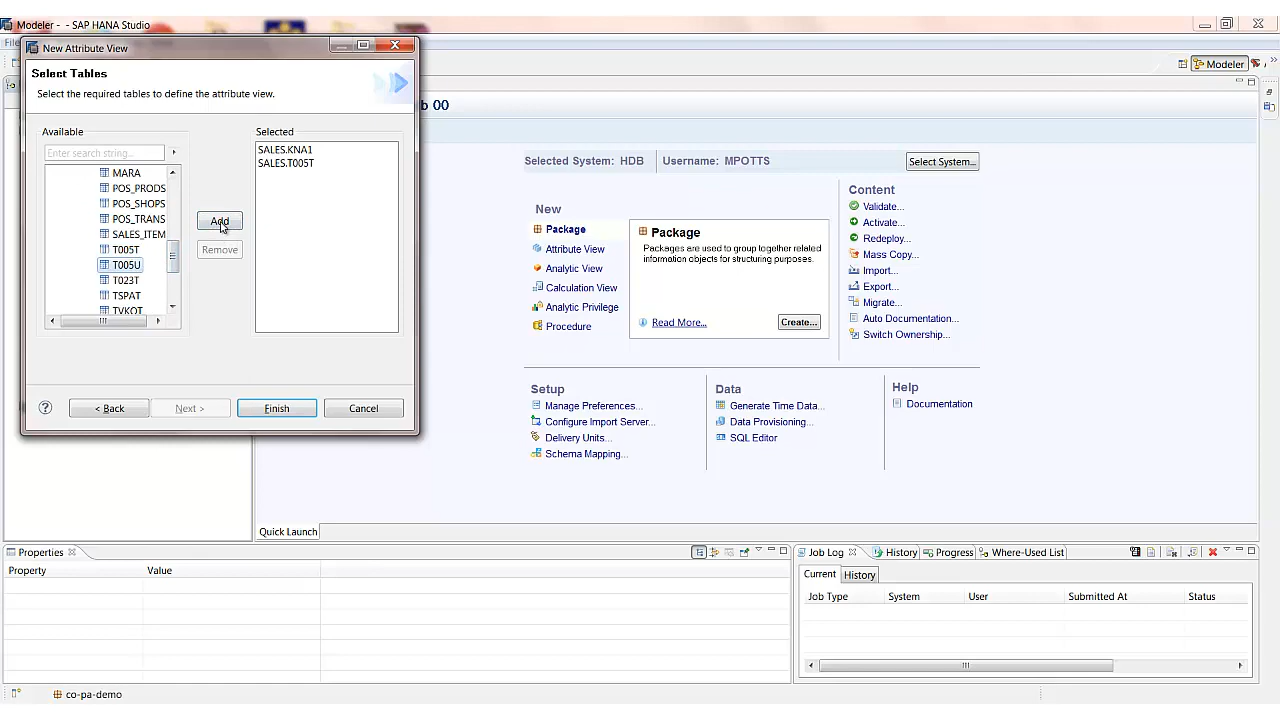 Modeler - - SAP HANA Studio
New Attribute View
Modeler
Select Tables
Select the required tables to define the attribute view.
b 00
Available
Selected
Enter search string...
SALES.KNA1
SALES.T005T
MARA
POS_PRODS
POS_SHOPS
POS_TRANS
SALES_ITEM
T005T
T005U
T023T
TSPAT
TVKOT
Add
Remove
< Back
Next >
Finish
Cancel
Selected System: HDB
Username: MPOTTS
Select System...
New
Package
Attribute View
Analytic View
Calculation View
Analytic Privilege
Procedure
Package
Packages are used to group together related
information objects for structuring purposes.
Read More...
Create...
Content
Validate...
Activate...
Redeploy...
Mass Copy...
Import...
Export...
Migrate...
Auto Documentation...
Switch Ownership...
Setup
Manage Preferences...
Configure Import Server...
Delivery Units...
Schema Mapping...
Data
Generate Time Data...
Data Provisioning...
SQL Editor
Help
Documentation
Quick Launch
Properties
Property Value
Job Log History Progress Where-Used List
Current History
Job Type System User Submitted At Status
co-pa-demo